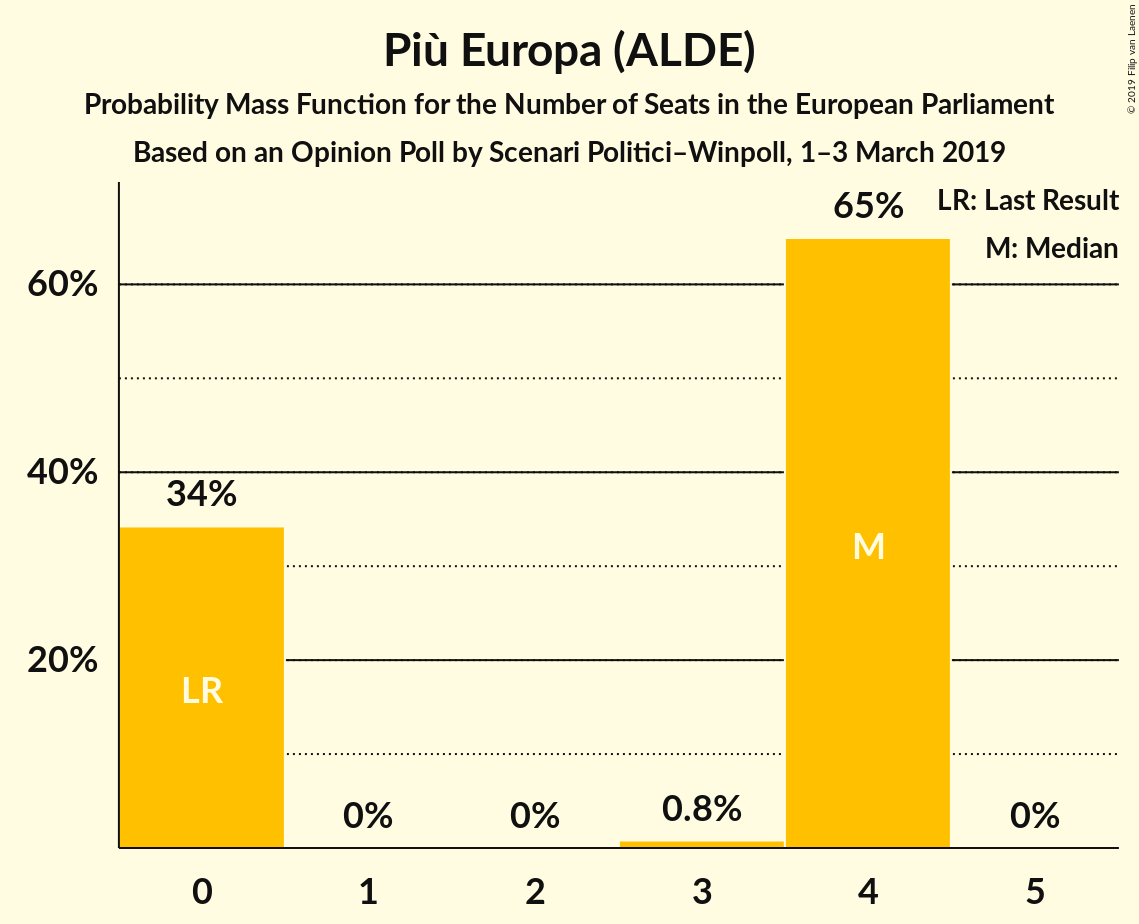 Più Europa (ALDE)
Probability Mass Function for the Number of Seats in the European Parliament
Based on an Opinion Poll by Scenari Politici–Winpoll, 1–3 March 2019
© 2019 Filip van Laenen
LR: Last Result
M: Median
60%
40%
20%
34%
0%
0%
0.8%
65%
0%
LR
M
0 1 2 3 4 5